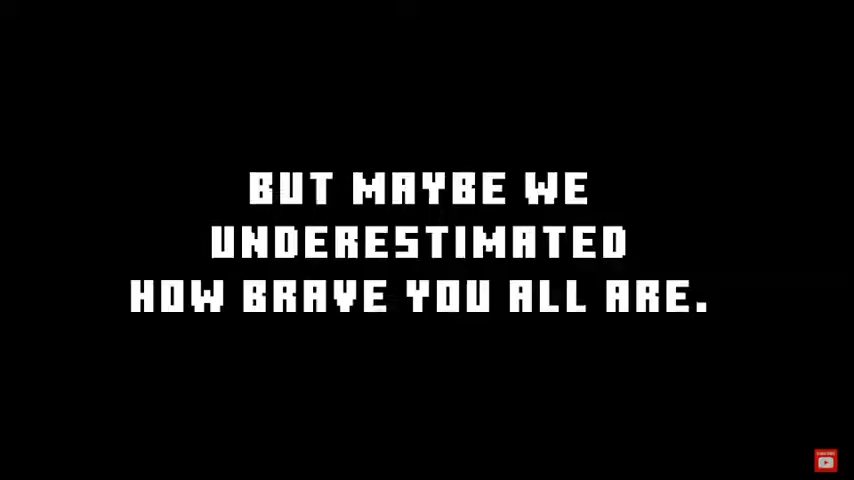 BUT MAYBE WE
UNDERESTIMATED
HOW BRAVE YOU ALL ARE.